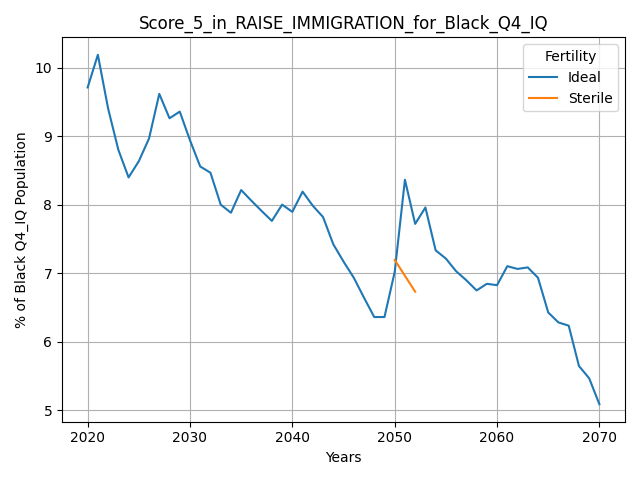 Score_5_in_RAISE_IMMIGRATION_for_Black_Q4_IQ
Fertility
Ideal
Sterile
% of Black Q4_IQ Population
10
9
8
7
6
5
2020
2030
2040
2050
2060
2070
Years